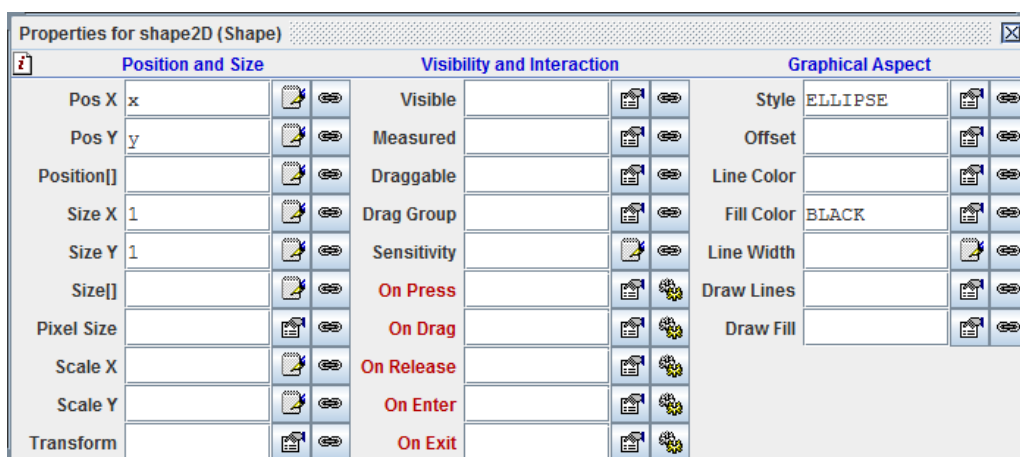 Properties for shape2D (Shape)
Position and Size Visibility and Interaction Graphical Aspect
Pos X x Visible Style ELLIPSE
Pos Y y Measured Offset
Position[] Draggable Line Color
Size X 1 Drag Group Fill Color BLACK
Size Y 1 Sensitivity Line Width
Size[] On Press Draw Lines
Pixel Size On Drag Draw Fill
Scale X On Release
Scale Y On Enter
Transform On Exit